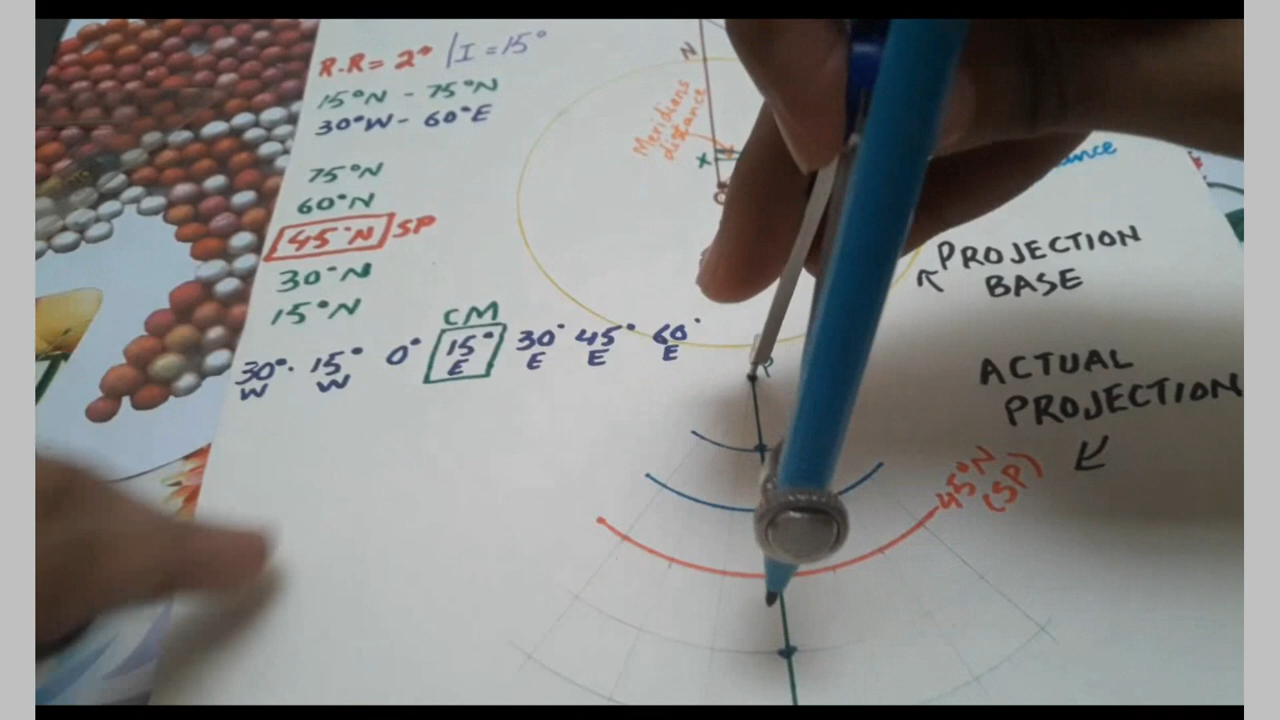 R.R = 2" | I = 15°
15°N - 75°N
30°W - 60°E
75°N
60°N
45°N SP
30°N
15°N
CM
30° 15° 0° 15° 30° 45° 60°
W W E E E E
N
Meridians
distance
X
O
R
PROJECTION
BASE
ACTUAL
PROJECTION
45°N
(SP)